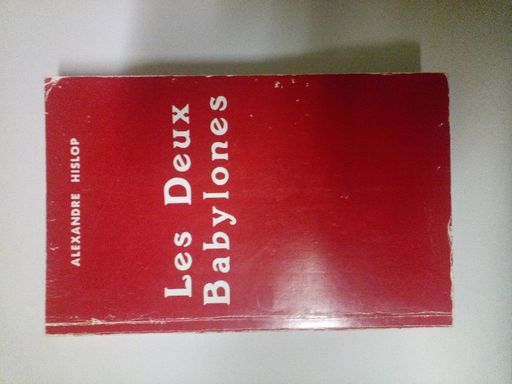 ALEXANDRE HISLOP
Les Deux
Babylones